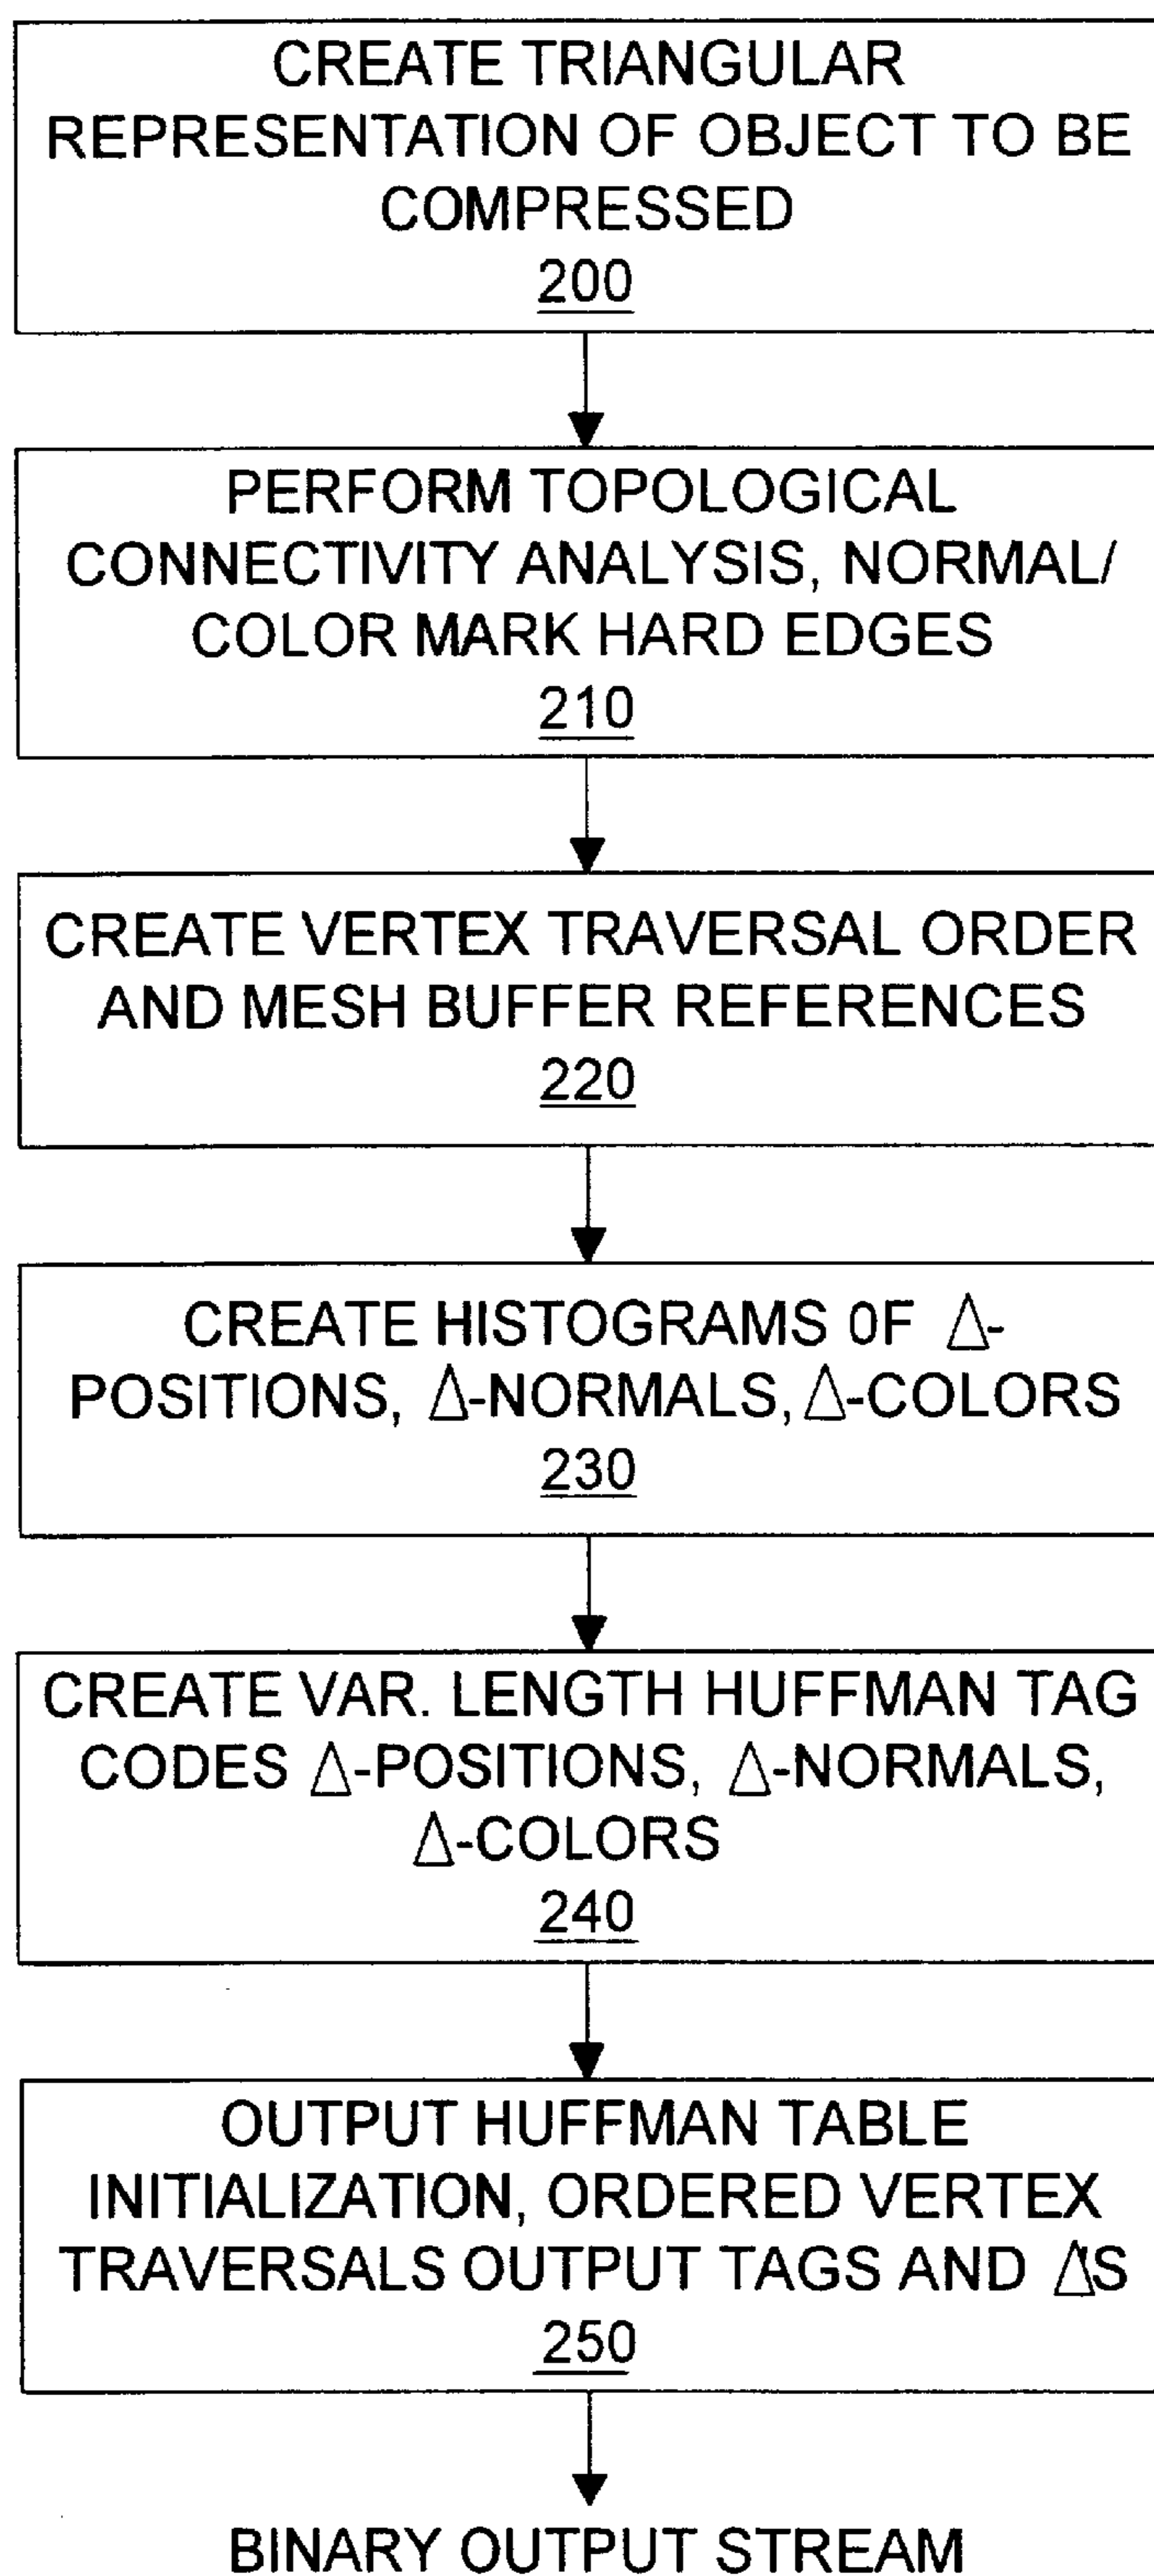 CREATE TRIANGULAR
REPRESENTATION OF OBJECT TO BE
COMPRESSED
200
PERFORM TOPOLOGICAL
CONNECTIVITY ANALYSIS, NORMAL/
COLOR MARK HARD EDGES
210
CREATE VERTEX TRAVERSAL ORDER
AND MESH BUFFER REFERENCES
220
CREATE HISTOGRAMS 0F Δ-
POSITIONS, Δ-NORMALS, Δ-COLORS
230
CREATE VAR. LENGTH HUFFMAN TAG
CODES Δ-POSITIONS, Δ-NORMALS,
Δ-COLORS
240
OUTPUT HUFFMAN TABLE
INITIALIZATION, ORDERED VERTEX
TRAVERSALS OUTPUT TAGS AND ΔS
250
BINARY OUTPUT STREAM